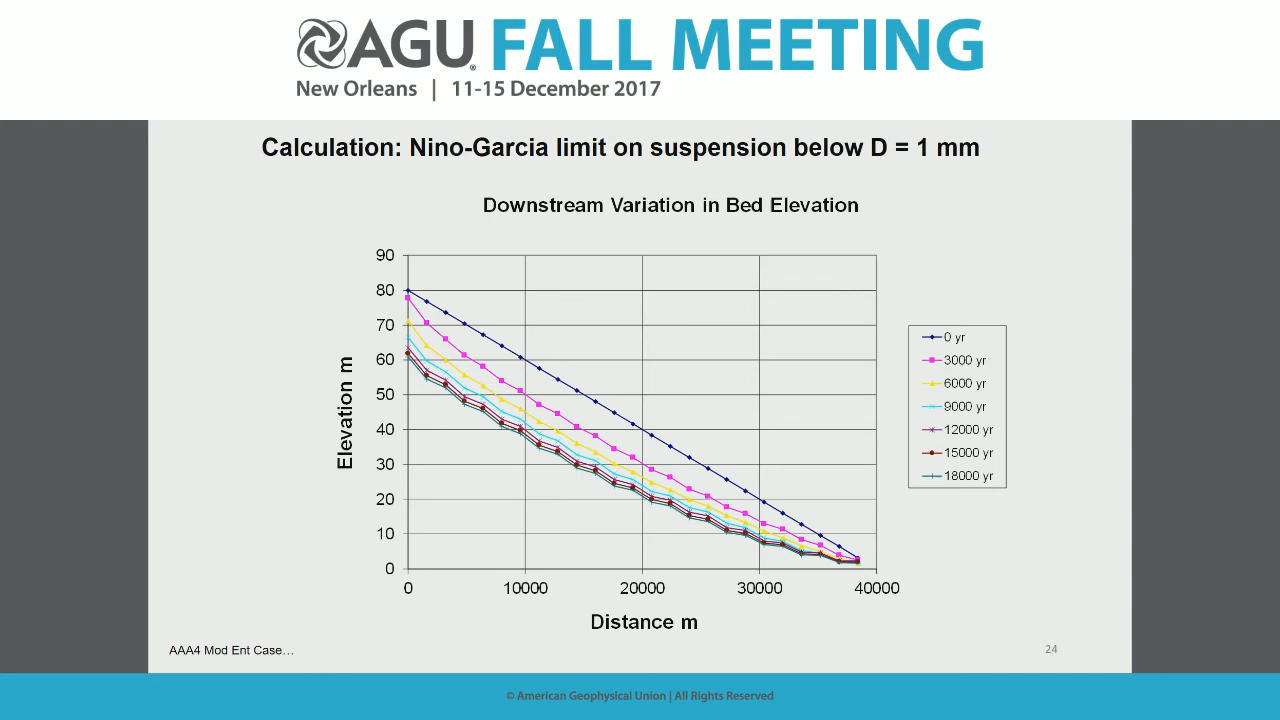 AGU FALL MEETING
New Orleans | 11-15 December 2017
Calculation: Nino-Garcia limit on suspension below D = 1 mm
Downstream Variation in Bed Elevation
90
80
70
60
50
40
30
20
10
0
Elevation m
0 10000 20000 30000 40000
Distance m
0 yr
3000 yr
6000 yr
9000 yr
12000 yr
15000 yr
18000 yr
AAA4 Mod Ent Case…
24
© American Geophysical Union | All Rights Reserved